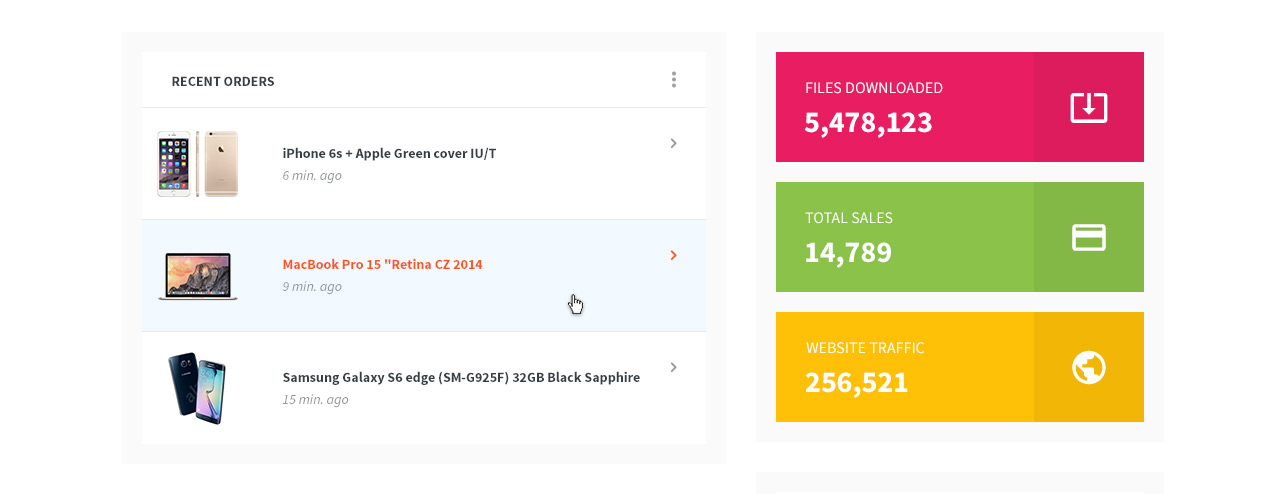 RECENT ORDERS
iPhone 6s + Apple Green cover IU/T
6 min. ago
MacBook Pro 15 "Retina CZ 2014
9 min. ago
Samsung Galaxy S6 edge (SM-G925F) 32GB Black Sapphire
15 min. ago
FILES DOWNLOADED
5,478,123
TOTAL SALES
14,789
WEBSITE TRAFFIC
256,521